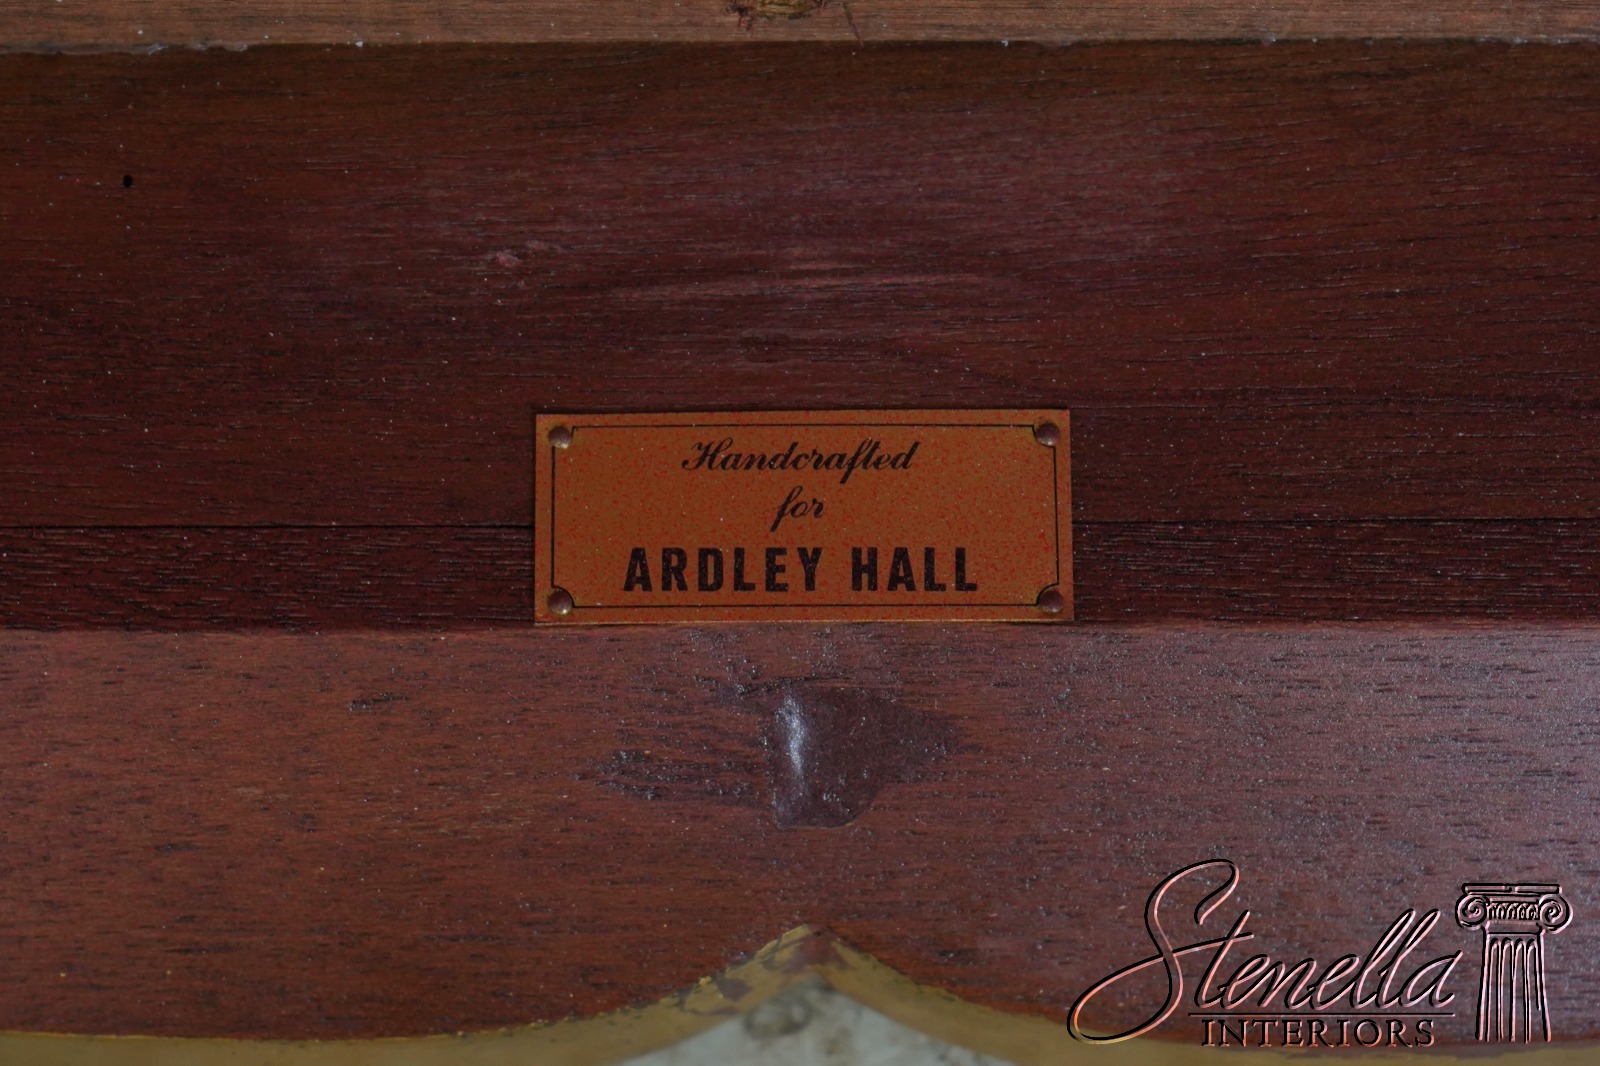 Handcrafted
for
ARDLEY HALL
Stenella
INTERIORS